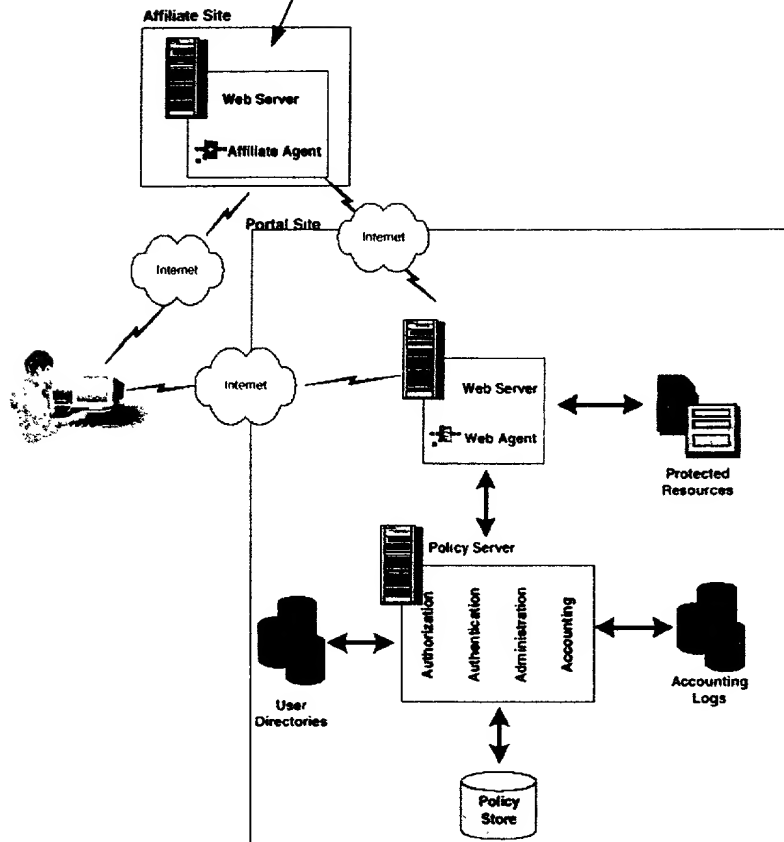 Affiliate Site
Web Server
Affiliate Agent
Portal Site
Internet
Internet
Internet
Web Server
Web Agent
Protected
Resources
Policy Server
Authorization
Authentication
Administration
Accounting
User
Directories
Accounting
Logs
Policy
Store